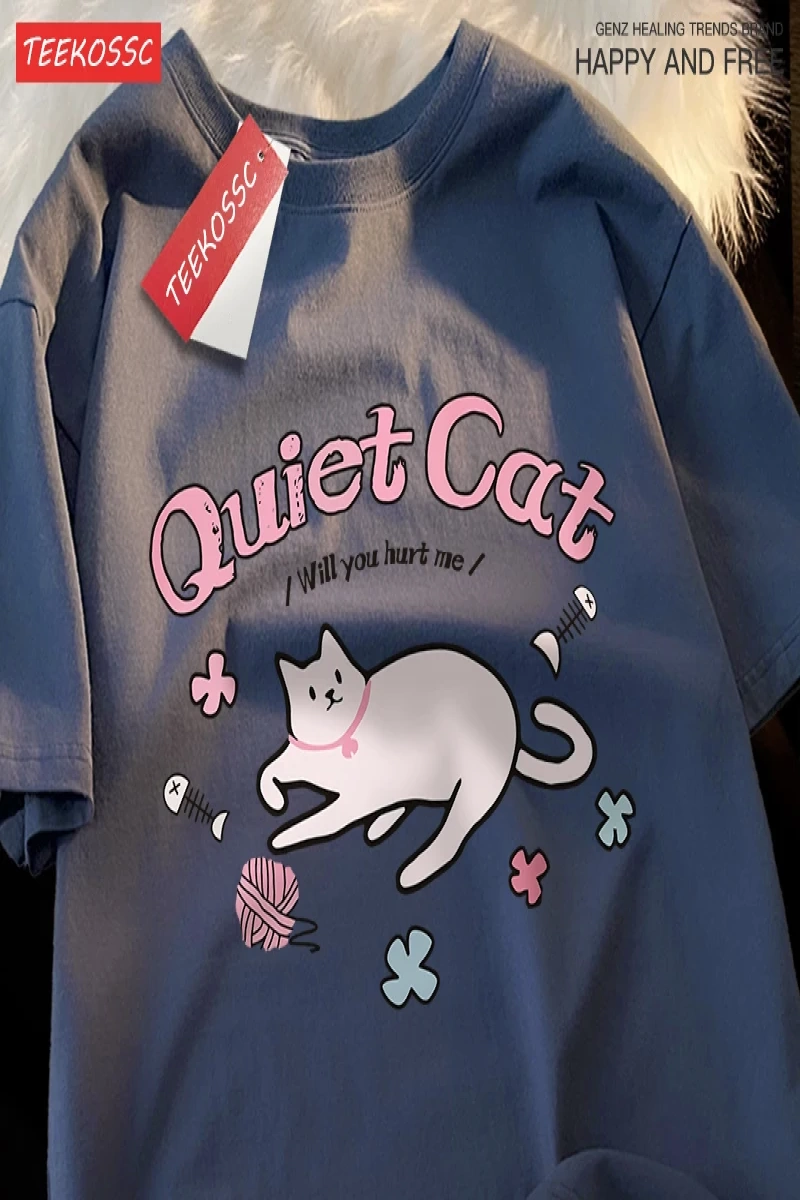 TEEKOSSC
GENZ HEALING TRENDS BRAND
HAPPY AND FREE
TEEKOSSC
Quiet Cat
/ Will you hurt me /